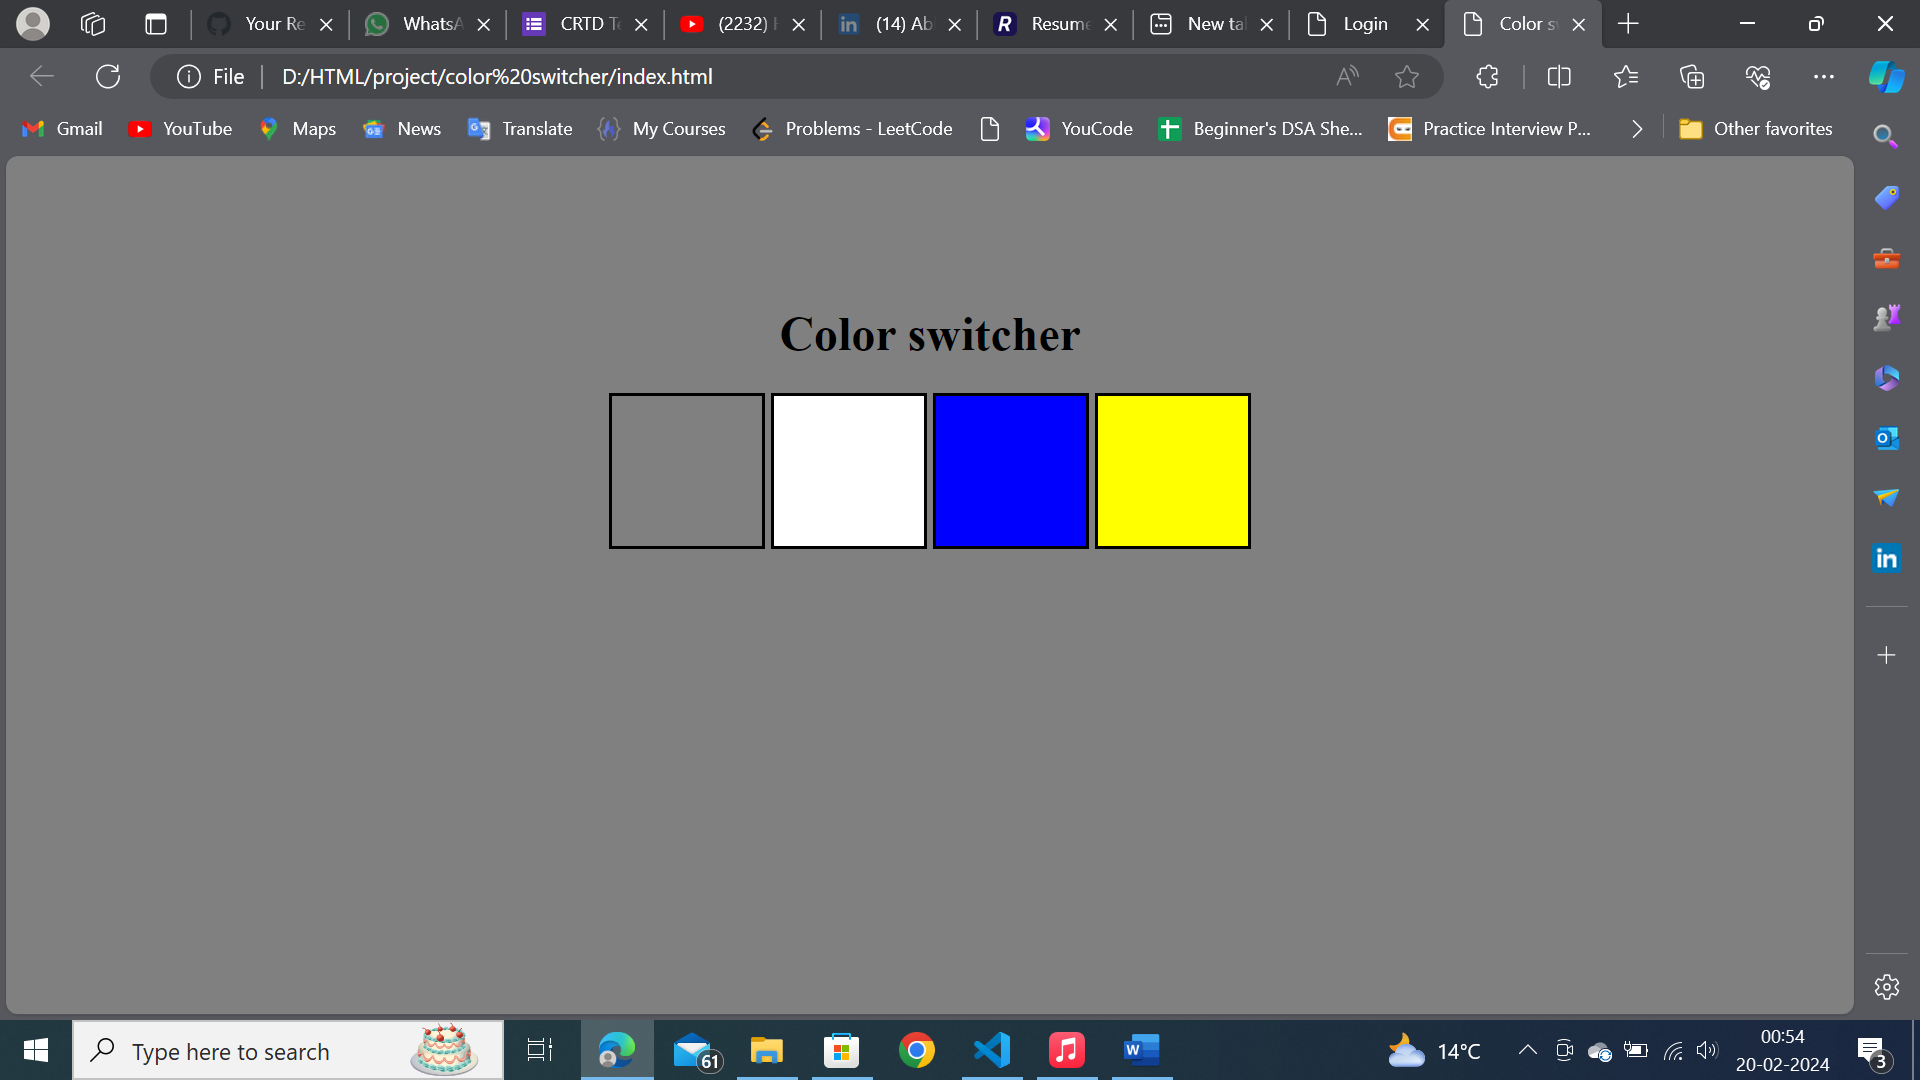 Your Re
WhatsA
CRTD Te
(2232)
(14) Ab
Resume
New tab
Login
Color s
File
D:/HTML/project/color%20switcher/index.html
Gmail
YouTube
Maps
News
Translate
My Courses
Problems - LeetCode
YouCode
Beginner's DSA She...
Practice Interview P...
Other favorites
Color switcher
Type here to search
61
14°C
00:54
20-02-2024
3